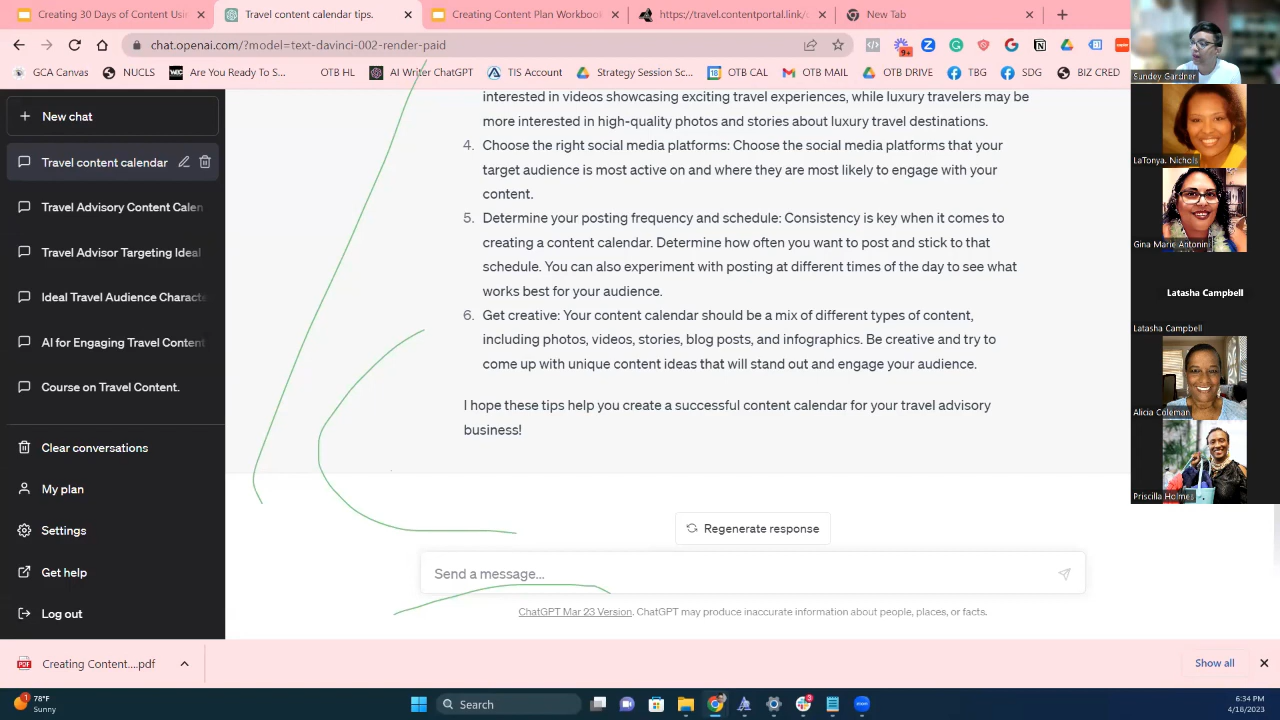 30 Days of Content Usin
Travel content calendar tips.
Creating Content Plan Workbook
https://travel.contentportal.link/c
New Tab
chat.openai.com/?model=text-davinci-002-render-paid
9+
GCA Canvas
NUCLS
Are You Ready To S...
OTB HL
AI Writer ChatGPT
TIS Account
Strategy Session Sc...
OTB CAL
OTB MAIL
OTB DRIVE
TBG
SDG
BIZ CRED
Sundey Gardner
New chat
Travel content calendar
Travel Advisory Content Calen
Travel Advisor Targeting Ideal
Ideal Travel Audience Characte
AI for Engaging Travel Content
Course on Travel Content.
Clear conversations
My plan
Settings
Get help
Log out
interested in videos showcasing exciting travel experiences, while luxury travelers may be
more interested in high-quality photos and stories about luxury travel destinations.
4. Choose the right social media platforms: Choose the social media platforms that your
target audience is most active on and where they are most likely to engage with your
content.
5. Determine your posting frequency and schedule: Consistency is key when it comes to
creating a content calendar. Determine how often you want to post and stick to that
schedule. You can also experiment with posting at different times of the day to see what
works best for your audience.
6. Get creative: Your content calendar should be a mix of different types of content,
including photos, videos, stories, blog posts, and infographics. Be creative and try to
come up with unique content ideas that will stand out and engage your audience.
I hope these tips help you create a successful content calendar for your travel advisory
business!
Regenerate response
Send a message...
ChatGPT Mar 23 Version. ChatGPT may produce inaccurate information about people, places, or facts.
LaTonya. Nichols
Gina Marie Antonini
Latasha Campbell
Latasha Campbell
Alicia Coleman
Priscilla Holmes
Creating Content....pdf
Show all
78°F
Sunny
Search
6:34 PM
4/18/2023